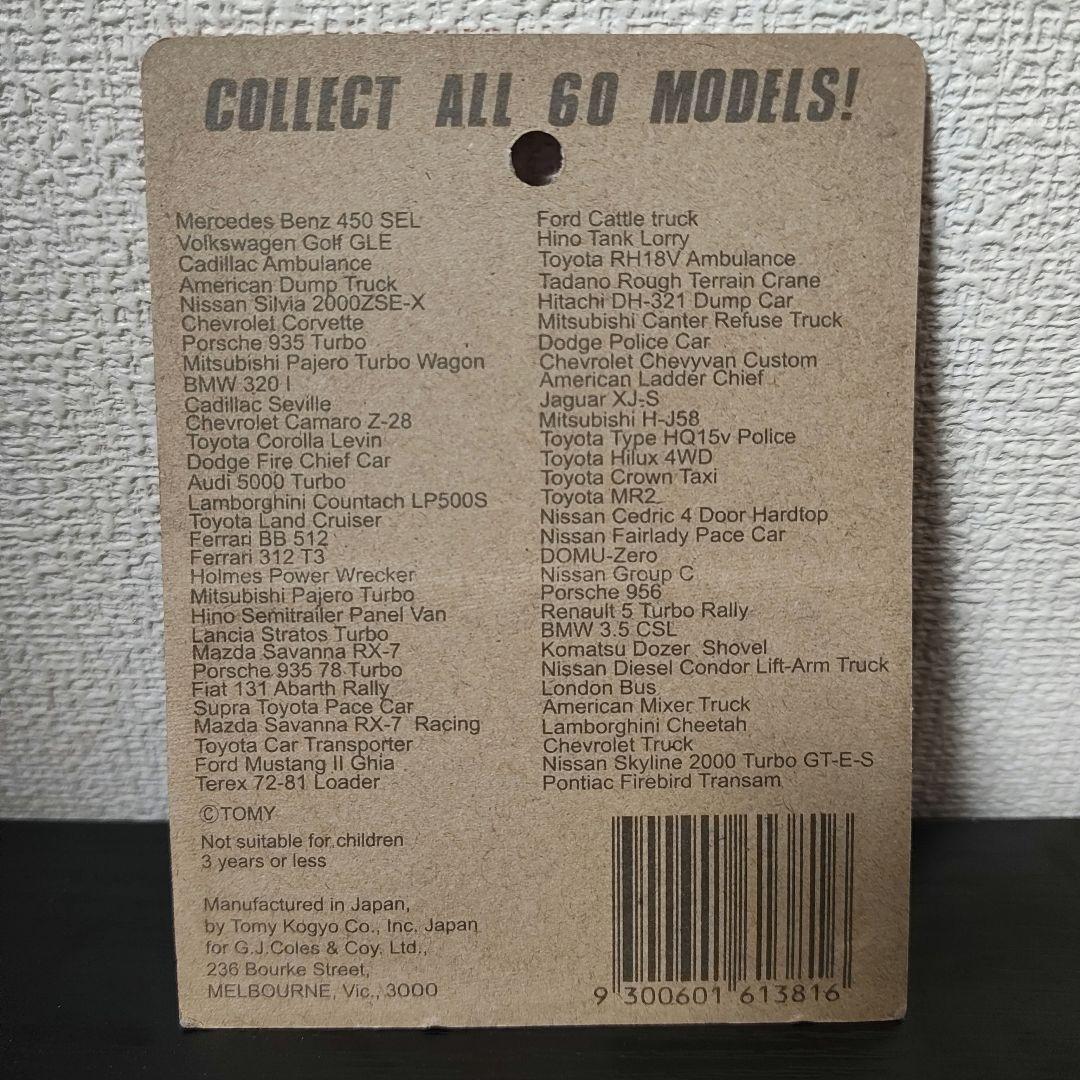 COLLECT ALL 60 MODELS!
Mercedes Benz 450 SEL
Volkswagen Golf GLE
Cadillac Ambulance
American Dump Truck
Nissan Silvia 2000ZSE-X
Chevrolet Corvette
Porsche 935 Turbo
Mitsubishi Pajero Turbo Wagon
BMW 320 I
Cadillac Seville
Chevrolet Camaro Z-28
Toyota Corolla Levin
Dodge Fire Chief Car
Audi 5000 Turbo
Lamborghini Countach LP500S
Toyota Land Cruiser
Ferrari BB 512
Ferrari 312 T3
Holmes Power Wrecker
Mitsubishi Pajero Turbo
Hino Semitrailer Panel Van
Lancia Stratos Turbo
Mazda Savanna RX-7
Porsche 935 78 Turbo
Fiat 131 Abarth Rally
Supra Toyota Pace Car
Mazda Savanna RX-7 Racing
Toyota Car Transporter
Ford Mustang II Ghia
Terex 72-81 Loader
Ford Cattle truck
Hino Tank Lorry
Toyota RH18V Ambulance
Tadano Rough Terrain Crane
Hitachi DH-321 Dump Car
Mitsubishi Canter Refuse Truck
Dodge Police Car
Chevrolet Chevyvan Custom
American Ladder Chief
Jaguar XJ-S
Mitsubishi H-J58
Toyota Type HQ15v Police
Toyota Hilux 4WD
Toyota Crown Taxi
Toyota MR2
Nissan Cedric 4 Door Hardtop
Nissan Fairlady Pace Car
DOMU-Zero
Nissan Group C
Porsche 956
Renault 5 Turbo Rally
BMW 3.5 CSL
Komatsu Dozer Shovel
Nissan Diesel Condor Lift-Arm Truck
London Bus
American Mixer Truck
Lamborghini Cheetah
Chevrolet Truck
Nissan Skyline 2000 Turbo GT-E-S
Pontiac Firebird Transam
©TOMY
Not suitable for children
3 years or less
Manufactured in Japan,
by Tomy Kogyo Co., Inc. Japan
for G.J.Coles & Coy. Ltd.,
236 Bourke Street,
MELBOURNE, Vic., 3000
9 300601 613816